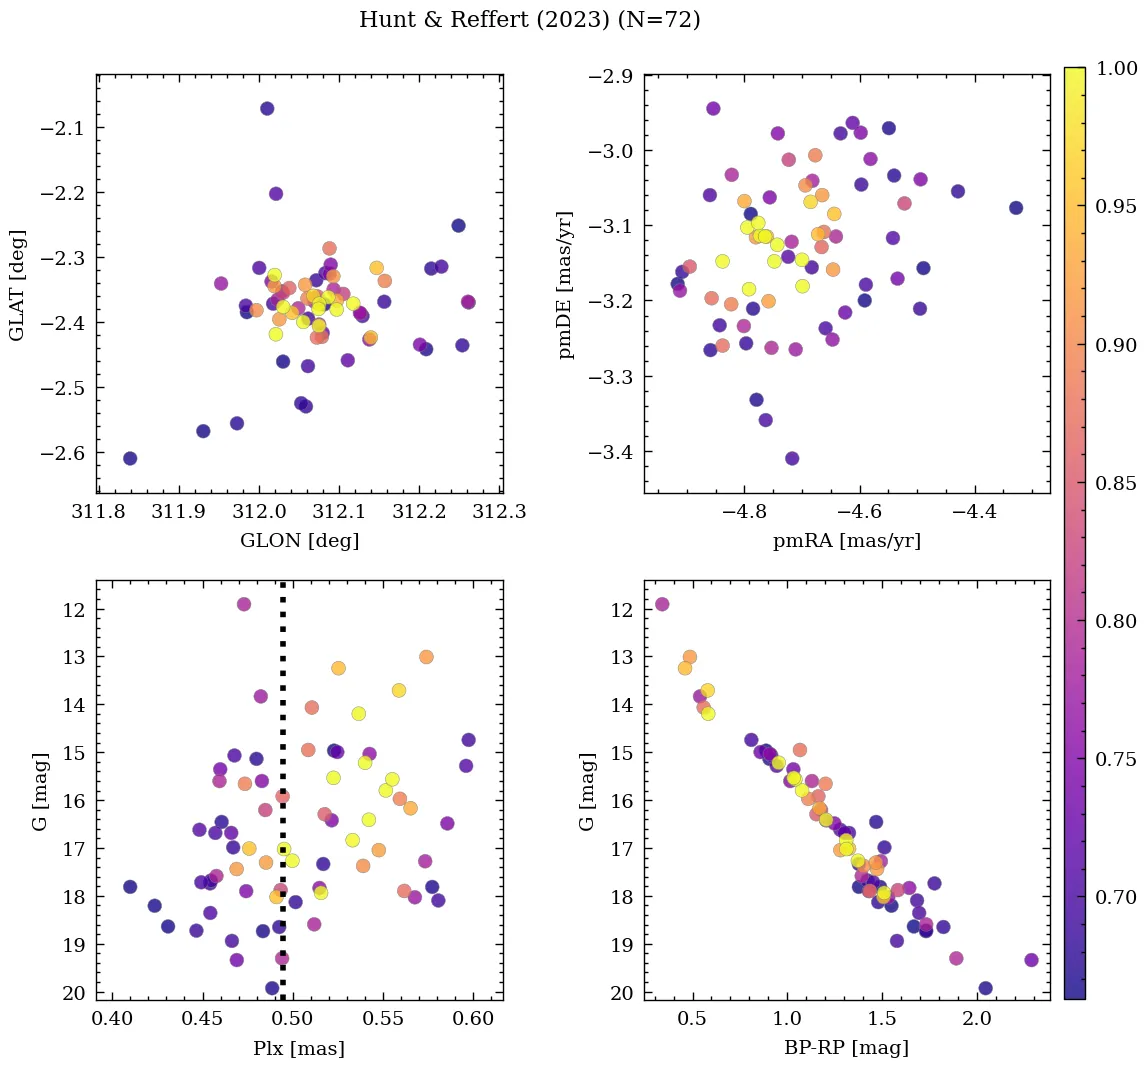 Hunt & Reffert (2023) (N=72)
−2.1
−2.2
−2.3
−2.4
−2.5
−2.6
GLAT [deg]
311.8 311.9 312.0 312.1 312.2 312.3
GLON [deg]
−2.9
−3.0
−3.1
−3.2
−3.3
−3.4
pmDE [mas/yr]
−4.8 −4.6 −4.4
pmRA [mas/yr]
12
13
14
15
16
17
18
19
20
G [mag]
0.40 0.45 0.50 0.55 0.60
Plx [mas]
12
13
14
15
16
17
18
19
20
G [mag]
0.5 1.0 1.5 2.0
BP-RP [mag]
1.00
0.95
0.90
0.85
0.80
0.75
0.70